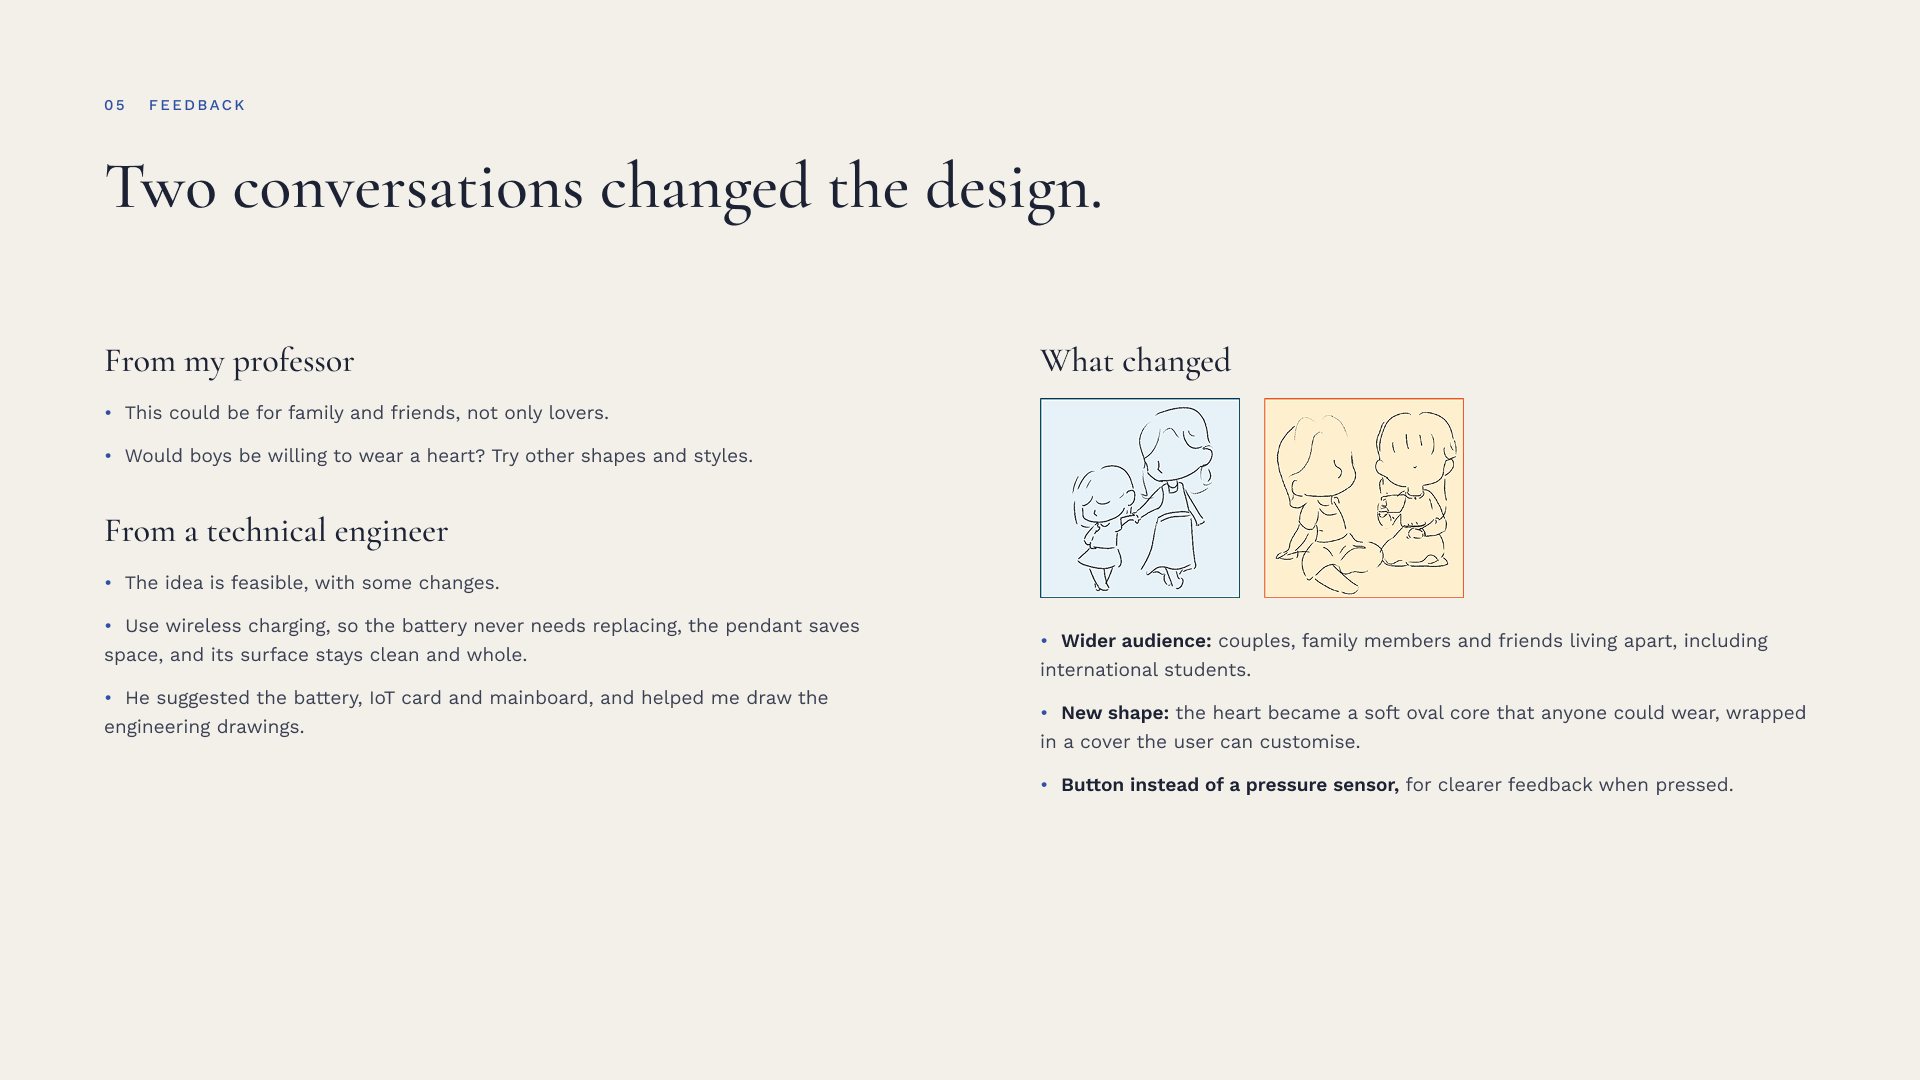 05 FEEDBACK
Two conversations changed the design.
From my professor
• This could be for family and friends, not only lovers.
• Would boys be willing to wear a heart? Try other shapes and styles.
From a technical engineer
• The idea is feasible, with some changes.
• Use wireless charging, so the battery never needs replacing, the pendant saves
space, and its surface stays clean and whole.
• He suggested the battery, IoT card and mainboard, and helped me draw the
engineering drawings.
What changed
• Wider audience: couples, family members and friends living apart, including
international students.
• New shape: the heart became a soft oval core that anyone could wear, wrapped
in a cover the user can customise.
• Button instead of a pressure sensor, for clearer feedback when pressed.